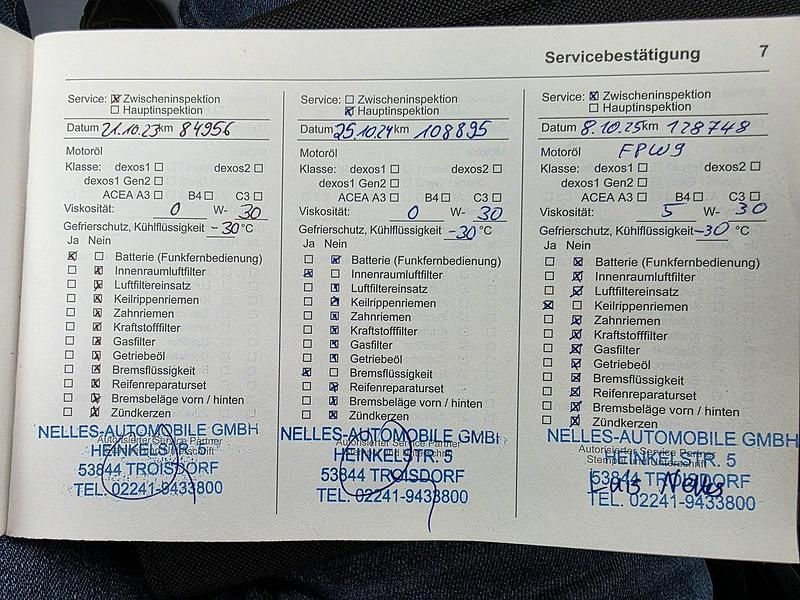 Servicebestätigung 7
Service: ☒ Zwischeninspektion
☐ Hauptinspektion
Datum 21.10.23 km 84956
Motoröl
Klasse: dexos1 ☐ dexos2 ☐
dexos1 Gen2 ☐
ACEA A3 ☐ B4 ☐ C3 ☐
Viskosität: 0 W- 30
Gefrierschutz, Kühlflüssigkeit -30 °C
Ja Nein
☒ ☐ Batterie (Funkfernbedienung)
☐ ☒ Innenraumluftfilter
☐ ☒ Luftfiltereinsatz
☐ ☒ Keilrippenriemen
☐ ☒ Zahnriemen
☐ ☒ Kraftstofffilter
☐ ☒ Gasfilter
☐ ☒ Getriebeöl
☐ ☒ Bremsflüssigkeit
☐ ☒ Reifenreparaturset
☐ ☒ Bremsbeläge vorn / hinten
☐ ☒ Zündkerzen
NELLES-AUTOMOBILE GMBH
Autorisierter Service Partner
HEINKELSTR. 5
53844 TROISDORF
TEL. 02241-9433800
Service: ☐ Zwischeninspektion
☒ Hauptinspektion
Datum 25.10.24 km 108895
Motoröl
Klasse: dexos1 ☐ dexos2 ☐
dexos1 Gen2 ☐
ACEA A3 ☐ B4 ☐ C3 ☐
Viskosität: 0 W- 30
Gefrierschutz, Kühlflüssigkeit -30 °C
Ja Nein
☐ ☒ Batterie (Funkfernbedienung)
☒ ☐ Innenraumluftfilter
☐ ☒ Luftfiltereinsatz
☐ ☒ Keilrippenriemen
☐ ☒ Zahnriemen
☐ ☒ Kraftstofffilter
☐ ☒ Gasfilter
☐ ☒ Getriebeöl
☒ ☐ Bremsflüssigkeit
☐ ☒ Reifenreparaturset
☐ ☒ Bremsbeläge vorn / hinten
☐ ☒ Zündkerzen
NELLES-AUTOMOBILE GMBH
Autorisierter Service Partner
HEINKELSTR. 5
53844 TROISDORF
TEL. 02241-9433800
Service: ☒ Zwischeninspektion
☐ Hauptinspektion
Datum 8.10.25 km 128748
Motoröl FPW9
Klasse: dexos1 ☐ dexos2 ☐
dexos1 Gen2 ☐
ACEA A3 ☐ B4 ☐ C3 ☐
Viskosität: 5 W- 30
Gefrierschutz, Kühlflüssigkeit -30 °C
Ja Nein
☐ ☒ Batterie (Funkfernbedienung)
☐ ☒ Innenraumluftfilter
☐ ☒ Luftfiltereinsatz
☒ ☐ Keilrippenriemen
☐ ☒ Zahnriemen
☐ ☒ Kraftstofffilter
☐ ☒ Gasfilter
☐ ☒ Getriebeöl
☐ ☒ Bremsflüssigkeit
☐ ☒ Reifenreparaturset
☐ ☒ Bremsbeläge vorn / hinten
☐ ☒ Zündkerzen
NELLES-AUTOMOBILE GMBH
Autorisierter Service Partner
HEINKELSTR. 5
Stempel und Unterschrift
53844 TROISDORF
Luis Nelles
TEL. 02241-9433800